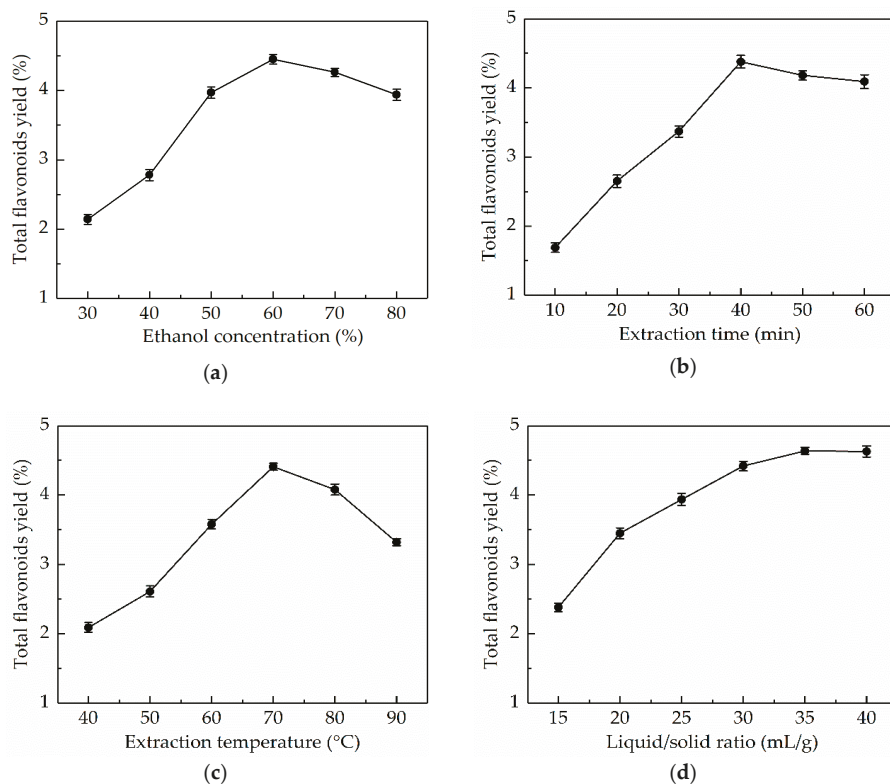 5
4
3
2
1
Total flavonoids yield (%)
30 40 50 60 70 80
Ethanol concentration (%)
(a)
5
4
3
2
1
Total flavonoids yield (%)
10 20 30 40 50 60
Extraction time (min)
(b)
5
4
3
2
1
Total flavonoids yield (%)
40 50 60 70 80 90
Extraction temperature (°C)
(c)
5
4
3
2
1
Total flavonoids yield (%)
15 20 25 30 35 40
Liquid/solid ratio (mL/g)
(d)